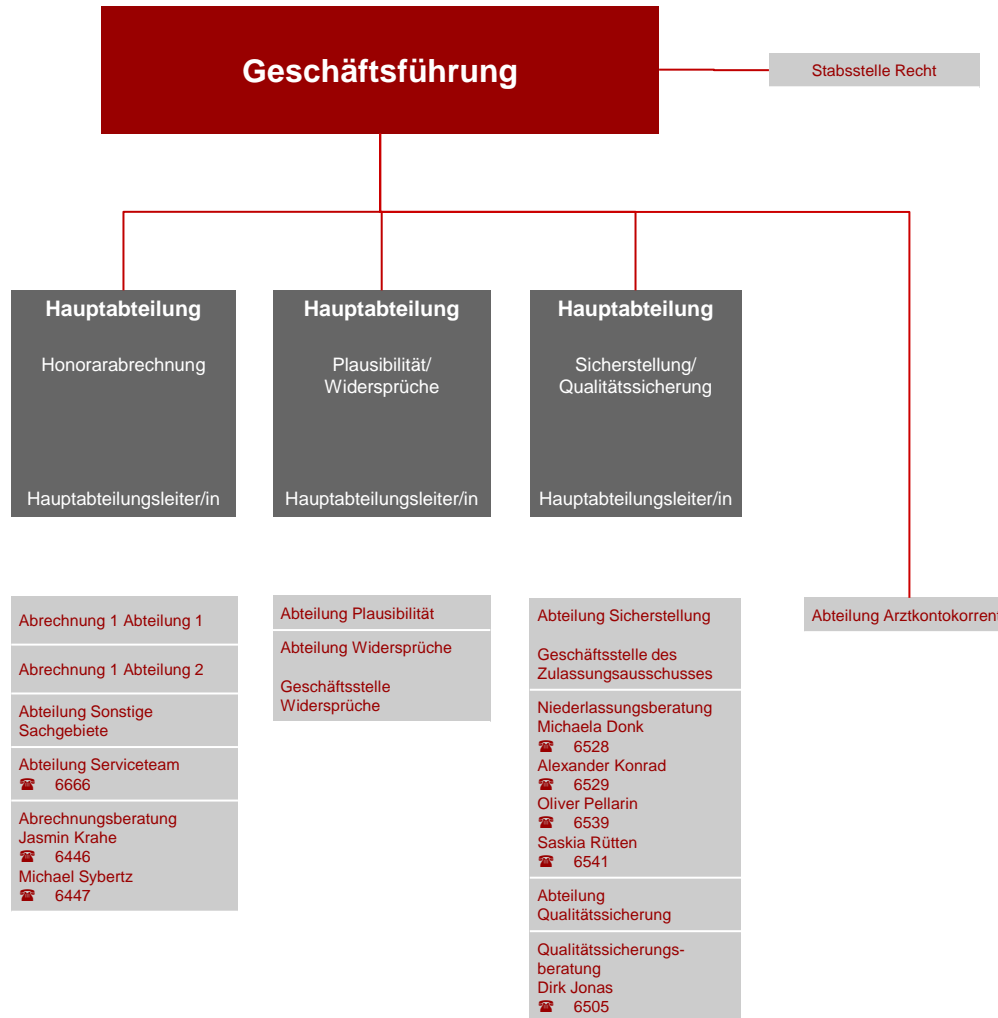 Geschäftsführung
Stabsstelle Recht
Hauptabteilung
Honorarabrechnung
Hauptabteilungsleiter/in
Hauptabteilung
Plausibilität/
Widersprüche
Hauptabteilungsleiter/in
Hauptabteilung
Sicherstellung/
Qualitätssicherung
Hauptabteilungsleiter/in
Abrechnung 1 Abteilung 1
Abrechnung 1 Abteilung 2
Abteilung Sonstige
Sachgebiete
Abteilung Serviceteam
☎ 6666
Abrechnungsberatung
Jasmin Krahe
☎ 6446
Michael Sybertz
☎ 6447
Abteilung Plausibilität
Abteilung Widersprüche
Geschäftsstelle
Widersprüche
Abteilung Sicherstellung
Geschäftsstelle des
Zulassungsausschusses
Niederlassungsberatung
Michaela Donk
☎ 6528
Alexander Konrad
☎ 6529
Oliver Pellarin
☎ 6539
Saskia Rütten
☎ 6541
Abteilung
Qualitätssicherung
Qualitätssicherungs-
beratung
Dirk Jonas
☎ 6505
Abteilung Arztkontokorrent